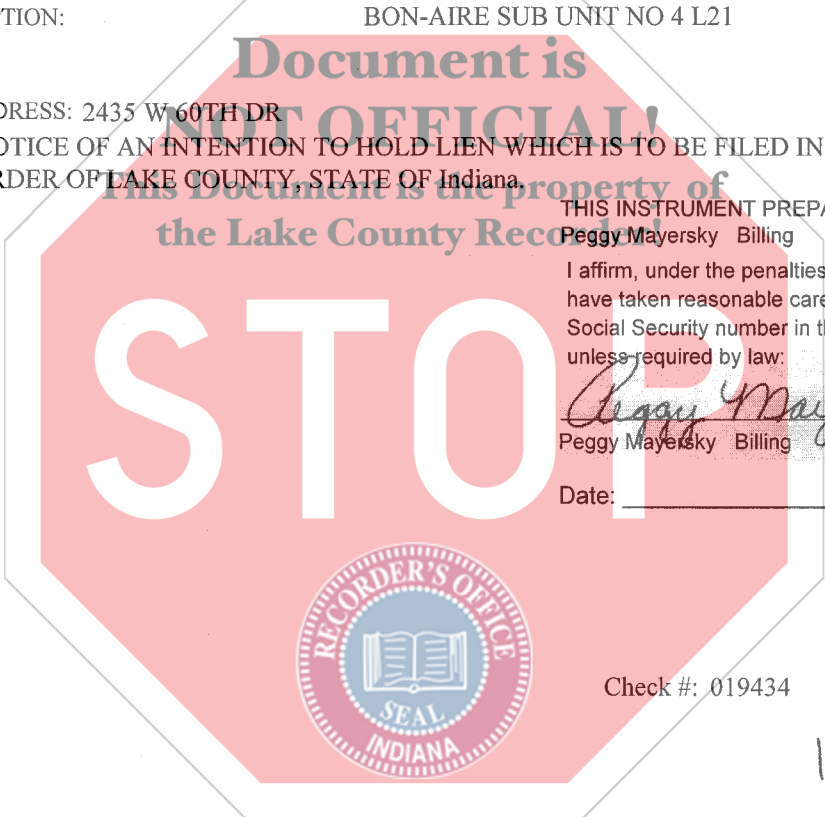 PTION: BON-AIRE SUB UNIT NO 4 L21
Document is
DRESS: 2435 W 60TH DR
NOT OFFICIAL!
OTICE OF AN INTENTION TO HOLD LIEN WHICH IS TO BE FILED IN
RDER OF LAKE COUNTY, STATE OF Indiana.
This Document is the property of
THIS INSTRUMENT PREPA
the Lake County Recorder!
Peggy Mayersky Billing
I affirm, under the penalties
have taken reasonable care
Social Security number in th
unless required by law:
STOP
Peggy May
Peggy Mayersky Billing
Date:
RECORDER'S OFFICE
SEAL
INDIANA
Check #: 019434